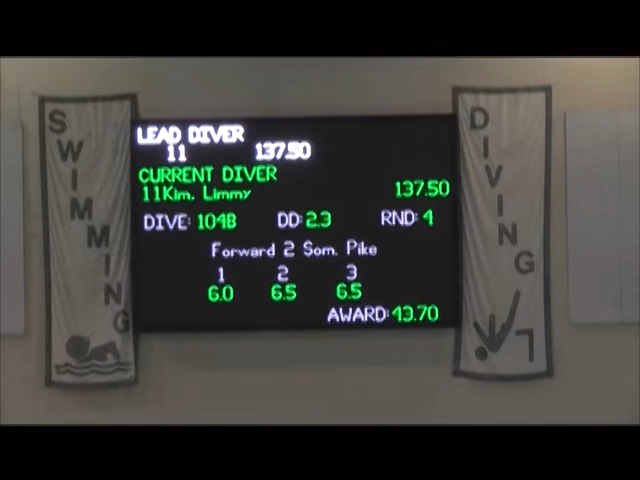 SWIMMING
LEAD DIVER
11 137.50
CURRENT DIVER
11Kim, Limmy 137.50
DIVE: 104B DD: 2.3 RND: 4
Forward 2 Som. Pike
1 2 3
6.0 6.5 6.5
AWARD: 43.70
DIVING